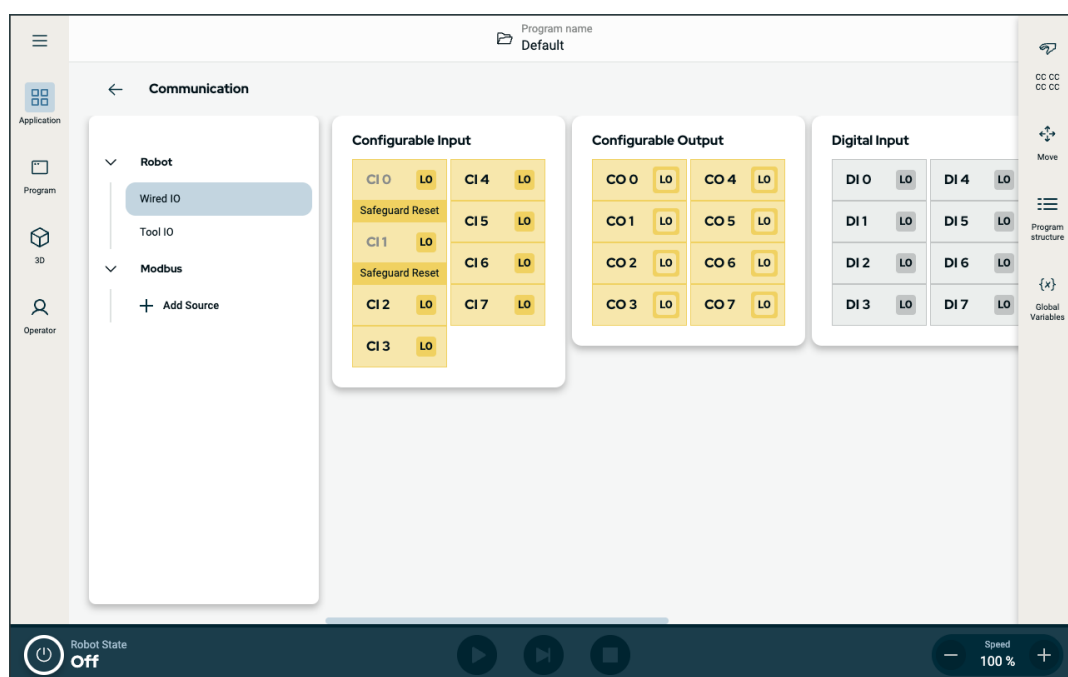 Program name
Default
CC CC
CC CC
Move
Program
structure
{x}
Global
Variables
Application
Program
3D
Operator
Communication
Robot
Wired IO
Tool IO
Modbus
Add Source
Configurable Input
CI 0 LO CI 4 LO
Safeguard Reset
CI 5 LO
CI 1 LO
Safeguard Reset
CI 6 LO
CI 2 LO CI 7 LO
CI 3 LO
Configurable Output
CO 0 LO CO 4 LO
CO 1 LO CO 5 LO
CO 2 LO CO 6 LO
CO 3 LO CO 7 LO
Digital Input
DI 0 LO DI 4 LO
DI 1 LO DI 5 LO
DI 2 LO DI 6 LO
DI 3 LO DI 7 LO
Robot State
Off
Speed
100 %